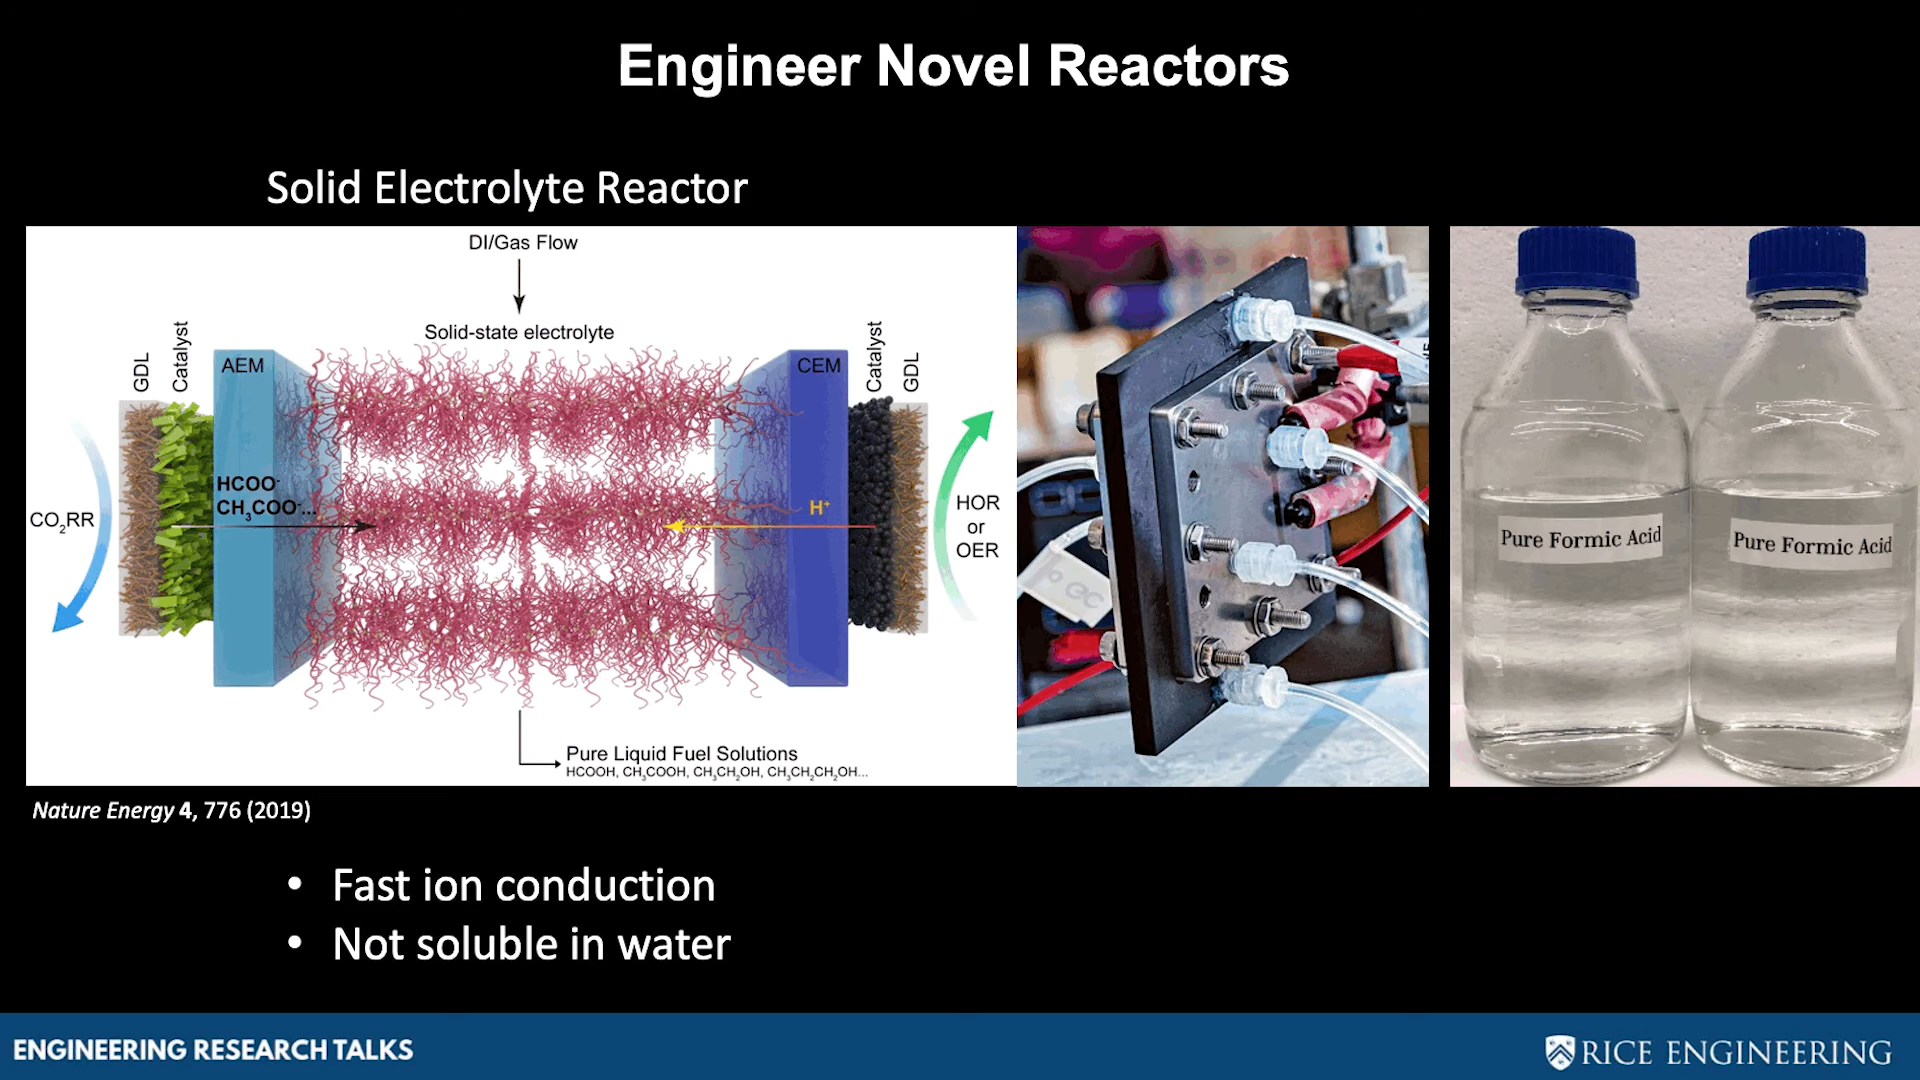 Engineer Novel Reactors
Solid Electrolyte Reactor
DI/Gas Flow
Solid-state electrolyte
GDL
Catalyst
AEM
CEM
Catalyst
GDL
HCOO⁻
CH₃COO⁻...
H⁺
CO₂RR
HOR
or
OER
Pure Liquid Fuel Solutions
HCOOH, CH₃COOH, CH₃CH₂OH, CH₃CH₂CH₂OH...
Pure Formic Acid
Pure Formic Acid
Nature Energy 4, 776 (2019)
• Fast ion conduction
• Not soluble in water
ENGINEERING RESEARCH TALKS
RICE ENGINEERING